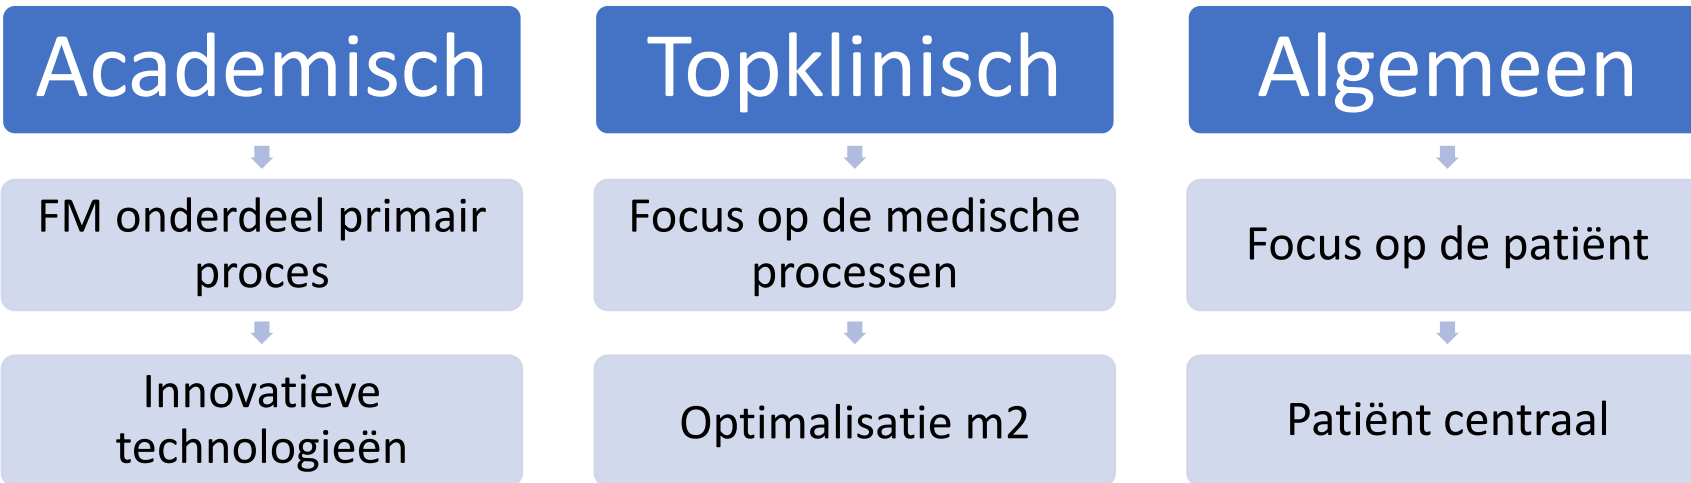 Academisch
FM onderdeel primair
proces
Innovatieve
technologieën
Topklinisch
Focus op de medische
processen
Optimalisatie m2
Algemeen
Focus op de patiënt
Patiënt centraal